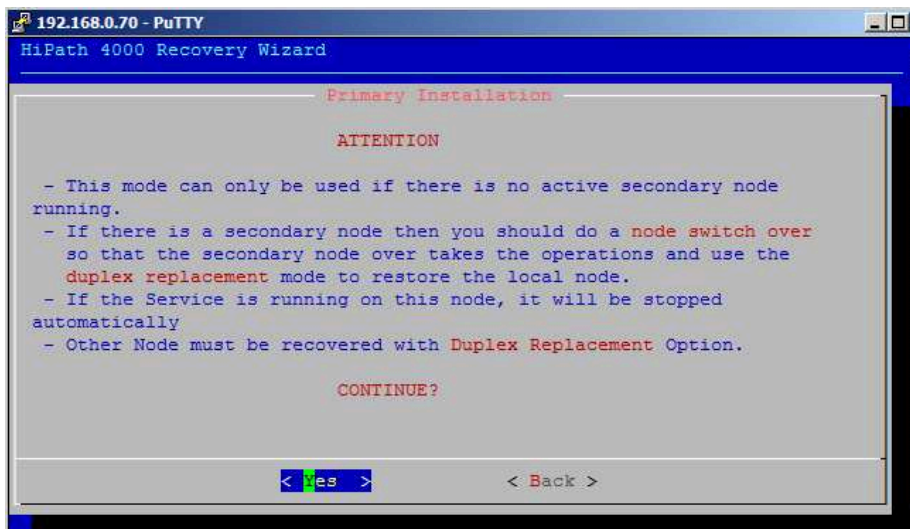 192.168.0.70 - PuTTY
HiPath 4000 Recovery Wizard
Primary Installation
ATTENTION
- This mode can only be used if there is no active secondary node
running.
- If there is a secondary node then you should do a node switch over
so that the secondary node over takes the operations and use the
duplex replacement mode to restore the local node.
- If the Service is running on this node, it will be stopped
automatically
- Other Node must be recovered with Duplex Replacement Option.
CONTINUE?
< Yes > < Back >